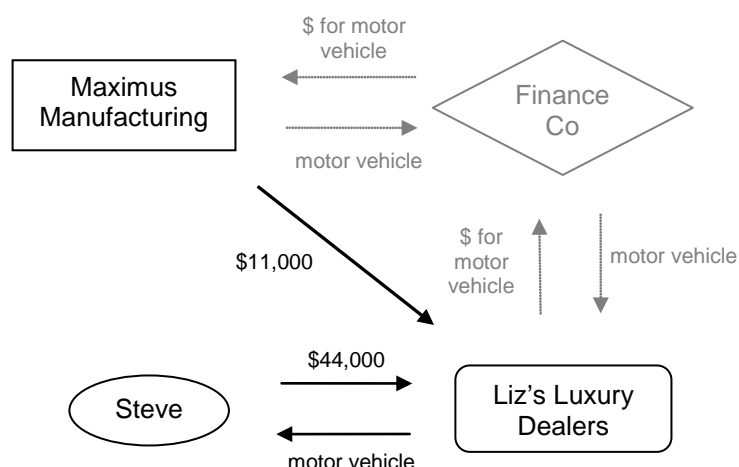 $ for motor
vehicle
Maximus
Manufacturing
Finance
Co
motor vehicle
$11,000
$ for
motor
vehicle
motor vehicle
$44,000
Steve
Liz's Luxury
Dealers
motor vehicle